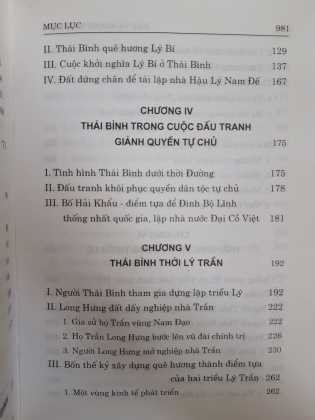 MỤC LỤC 981
II. Thái Bình quê hương Lý Bí 129
III. Cuộc khởi nghĩa Lý Bí ở Thái Bình 137
IV. Đất dừng chân để tái lập nhà Hậu Lý Nam Đế 167
CHƯƠNG IV
THÁI BÌNH TRONG CUỘC ĐẤU TRANH
GIÀNH QUYỀN TỰ CHỦ 175
I. Tình hình Thái Bình dưới thời Đường 175
II. Đấu tranh khôi phục quyền dân tộc tự chủ 178
III. Bố Hải Khẩu - điểm tựa để Đinh Bộ Lĩnh
thống nhất quốc gia, lập nhà nước Đại Cồ Việt 181
CHƯƠNG V
THÁI BÌNH THỜI LÝ TRẦN 192
I. Người Thái Bình tham gia dựng lập triều Lý 192
II. Long Hưng đất dấy nghiệp nhà Trần 222
1. Gia sử họ Trần vùng Nam Đạo 222
2. Họ Trần Long Hưng bước lên vũ đài chính trị 226
3. Người Long Hưng mở nghiệp nhà Trần 230
III. Bốn thế kỷ xây dựng quê hương thành điểm tựa
của hai triều Lý Trần 262
1. Một vùng kinh tế phát triển 262